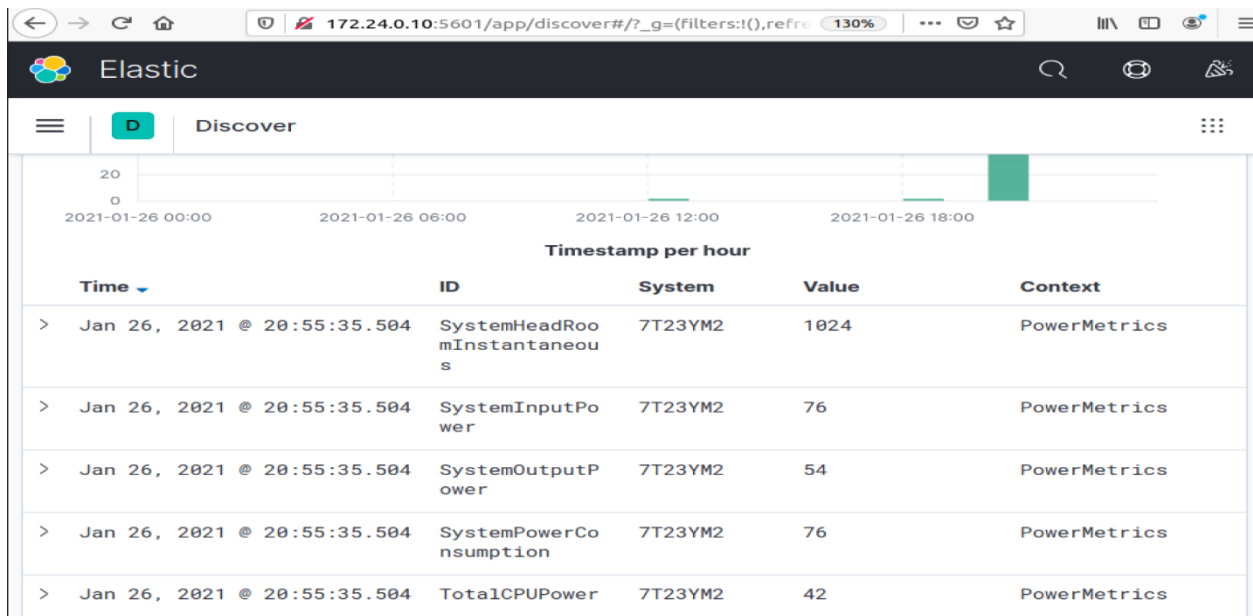 172.24.0.10:5601/app/discover#/?_g=(filters:!(),refre 130%
Elastic
D Discover
20
0
2021-01-26 00:00 2021-01-26 06:00 2021-01-26 12:00 2021-01-26 18:00
Timestamp per hour
Time ID System Value Context
> Jan 26, 2021 @ 20:55:35.504 SystemHeadRoo 7T23YM2 1024 PowerMetrics
mInstantaneou
s
> Jan 26, 2021 @ 20:55:35.504 SystemInputPo 7T23YM2 76 PowerMetrics
wer
> Jan 26, 2021 @ 20:55:35.504 SystemOutputP 7T23YM2 54 PowerMetrics
ower
> Jan 26, 2021 @ 20:55:35.504 SystemPowerCo 7T23YM2 76 PowerMetrics
nsumption
> Jan 26, 2021 @ 20:55:35.504 TotalCPUPower 7T23YM2 42 PowerMetrics